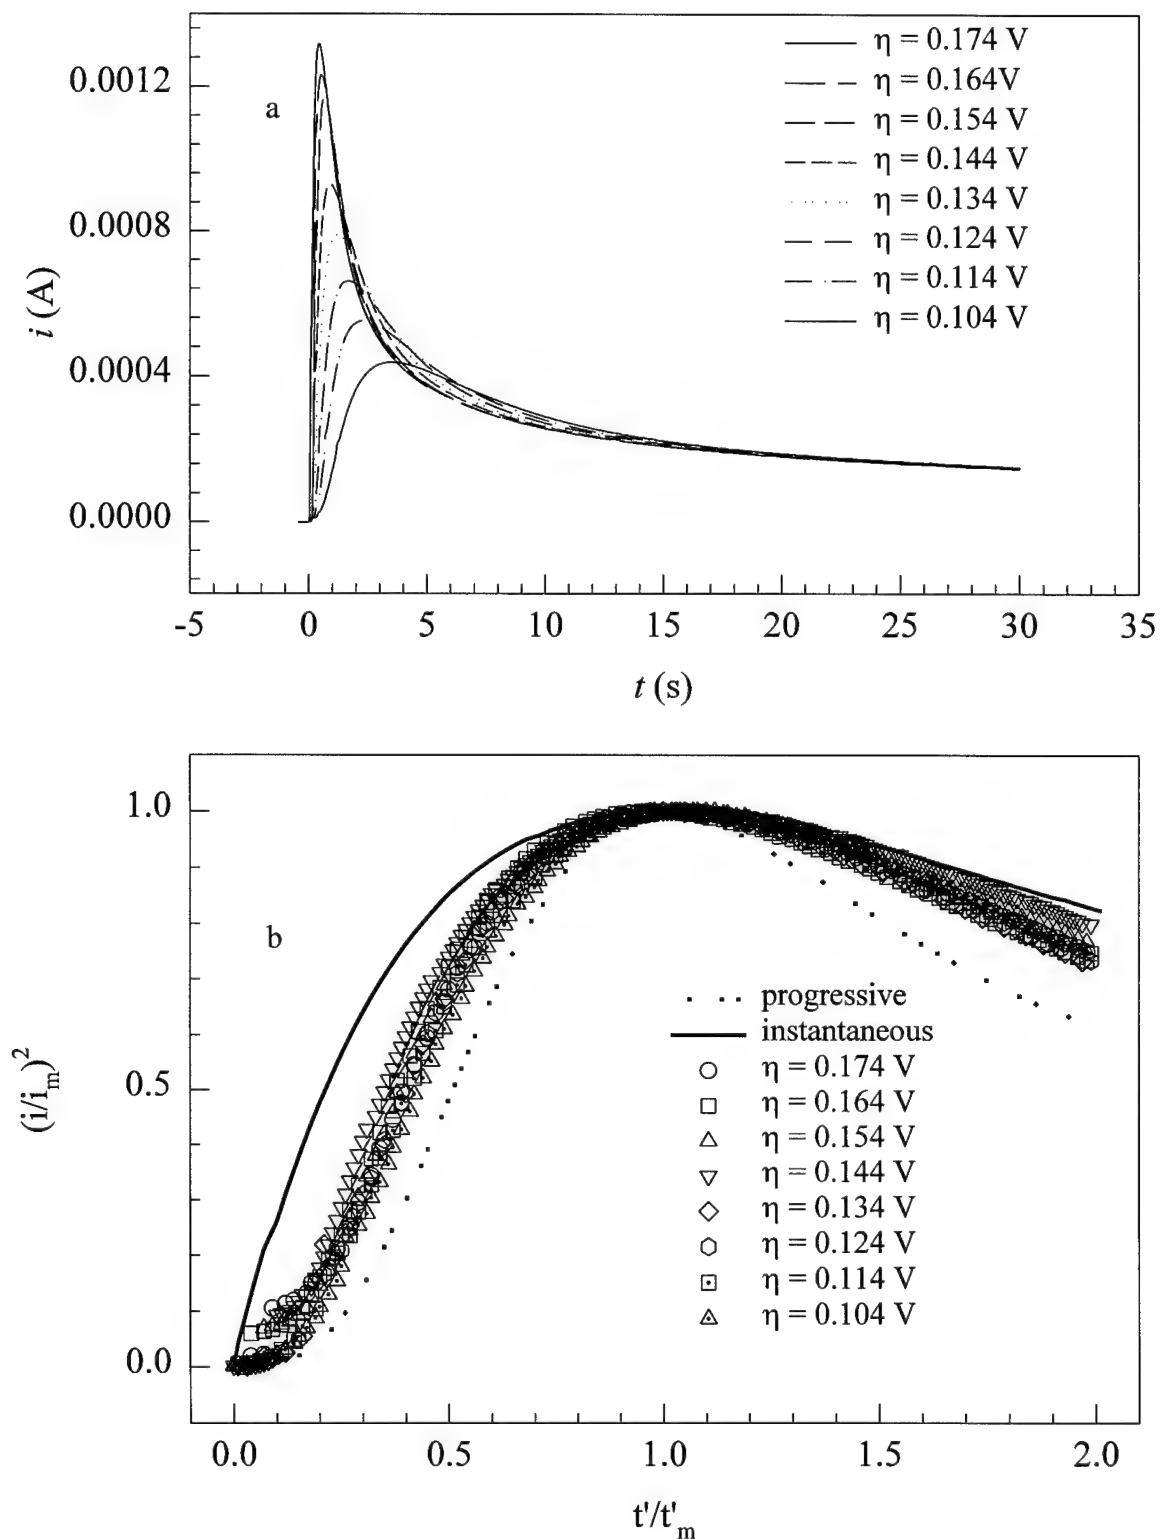 a
η = 0.174 V
η = 0.164V
η = 0.154 V
η = 0.144 V
η = 0.134 V
η = 0.124 V
η = 0.114 V
η = 0.104 V
0.0012
0.0008
0.0004
0.0000
i (A)
-5 0 5 10 15 20 25 30 35
t (s)
b
1.0
0.5
0.0
(i/i_m)^2
progressive
instantaneous
η = 0.174 V
η = 0.164 V
η = 0.154 V
η = 0.144 V
η = 0.134 V
η = 0.124 V
η = 0.114 V
η = 0.104 V
0.0 0.5 1.0 1.5 2.0
t'/t'_m